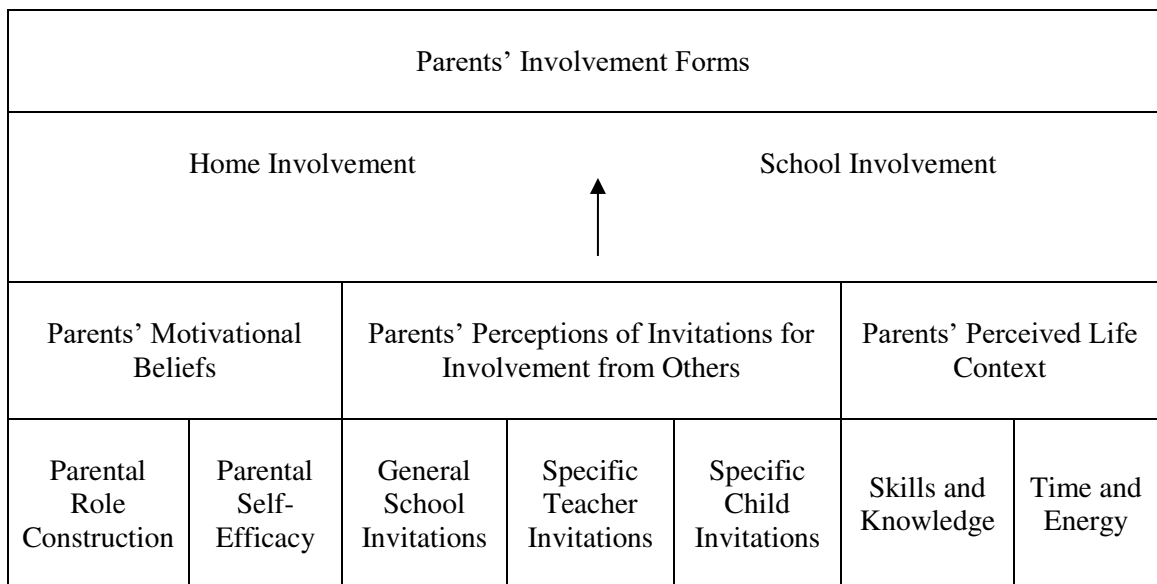 Parents’ Involvement Forms
Home Involvement
School Involvement
Parents’ Motivational
Beliefs
Parents’ Perceptions of Invitations for
Involvement from Others
Parents’ Perceived Life
Context
Parental
Role
Construction
Parental
Self-
Efficacy
General
School
Invitations
Specific
Teacher
Invitations
Specific
Child
Invitations
Skills and
Knowledge
Time and
Energy